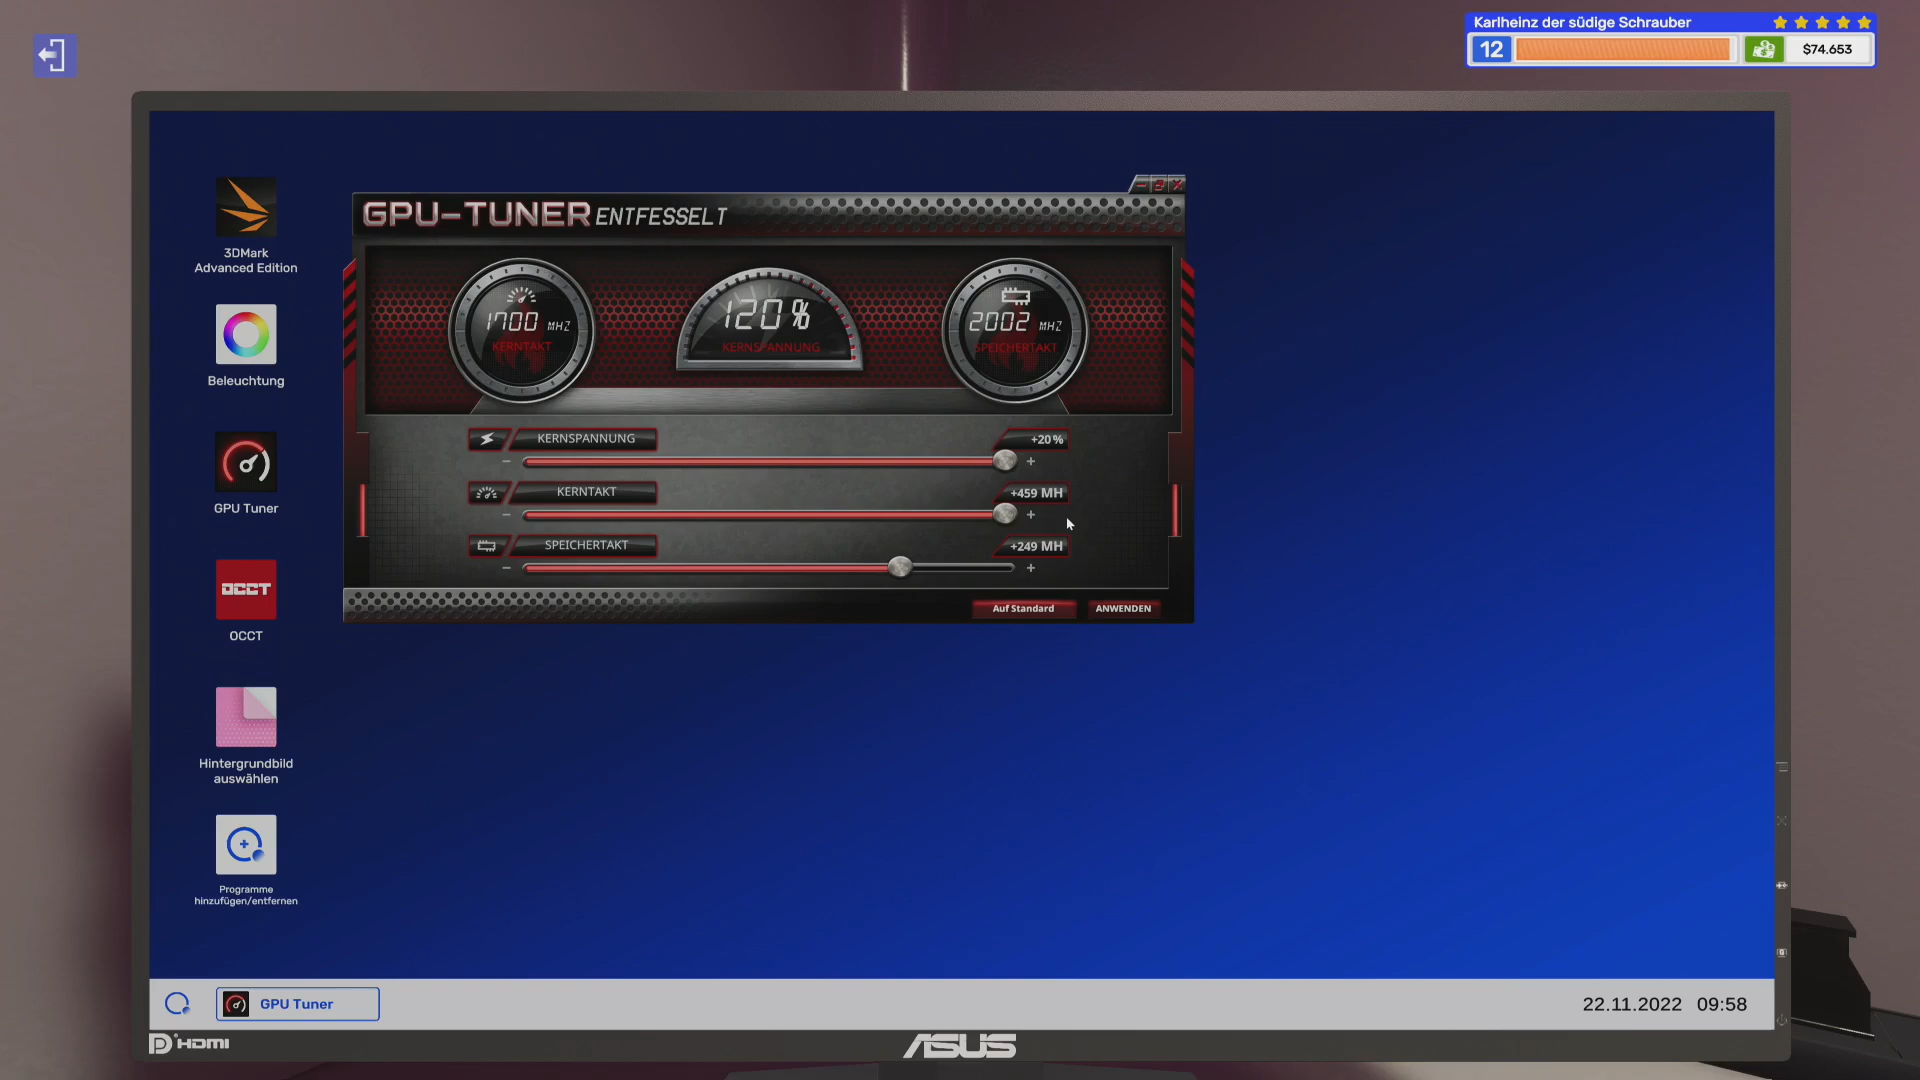 Karlheinz der südige Schrauber
12
$74.653
3DMark
Advanced Edition
Beleuchtung
GPU Tuner
OCCT
OCCT
Hintergrundbild
auswählen
Programme
hinzufügen/entfernen
GPU-TUNER ENTFESSELT
1700 MHZ
KERNTAKT
120%
KERNSPANNUNG
2002 MHZ
SPEICHERTAKT
KERNSPANNUNG
+20%
− +
KERNTAKT
+459 MH
− +
SPEICHERTAKT
+249 MH
− +
Auf Standard
ANWENDEN
GPU Tuner
22.11.2022 09:58
HDMI
ASUS